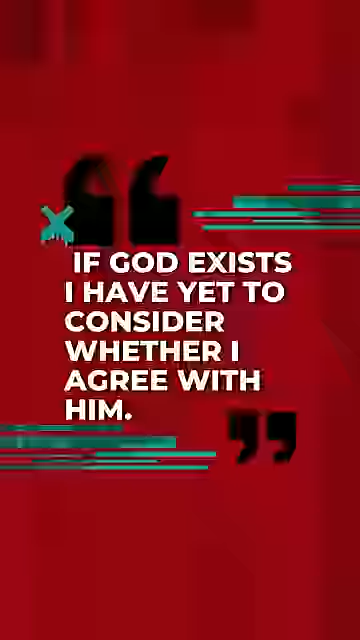 IF GOD EXISTS
I HAVE YET TO
CONSIDER
WHETHER I
AGREE WITH
HIM.